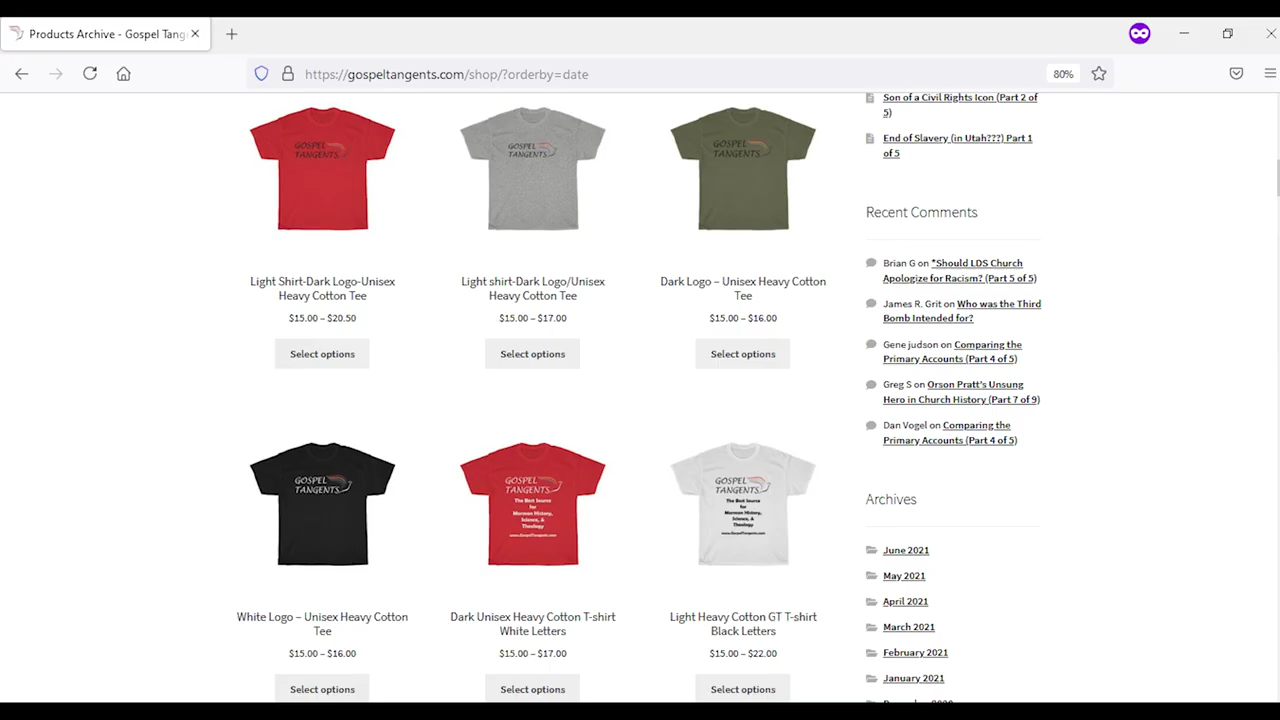 Products Archive - Gospel Tang
https://gospeltangents.com/shop/?orderby=date
80%
GOSPEL
TANGENTS
GOSPEL
TANGENTS
GOSPEL
TANGENTS
Light Shirt-Dark Logo-Unisex
Heavy Cotton Tee
$15.00 – $20.50
Select options
Light shirt-Dark Logo/Unisex
Heavy Cotton Tee
$15.00 – $17.00
Select options
Dark Logo – Unisex Heavy Cotton
Tee
$15.00 – $16.00
Select options
GOSPEL
TANGENTS
GOSPEL
TANGENTS
The Best Source
for
Mormon History,
Science, &
Theology
www.GospelTangents.com
GOSPEL
TANGENTS
The Best Source
for
Mormon History,
Science, &
Theology
www.GospelTangents.com
White Logo – Unisex Heavy Cotton
Tee
$15.00 – $16.00
Select options
Dark Unisex Heavy Cotton T-shirt
White Letters
$15.00 – $17.00
Select options
Light Heavy Cotton GT T-shirt
Black Letters
$15.00 – $22.00
Select options
Son of a Civil Rights Icon (Part 2 of
5)
End of Slavery (in Utah???) Part 1
of 5
Recent Comments
Brian G on *Should LDS Church
Apologize for Racism? (Part 5 of 5)
James R. Grit on Who was the Third
Bomb Intended for?
Gene judson on Comparing the
Primary Accounts (Part 4 of 5)
Greg S on Orson Pratt's Unsung
Hero in Church History (Part 7 of 9)
Dan Vogel on Comparing the
Primary Accounts (Part 4 of 5)
Archives
June 2021
May 2021
April 2021
March 2021
February 2021
January 2021